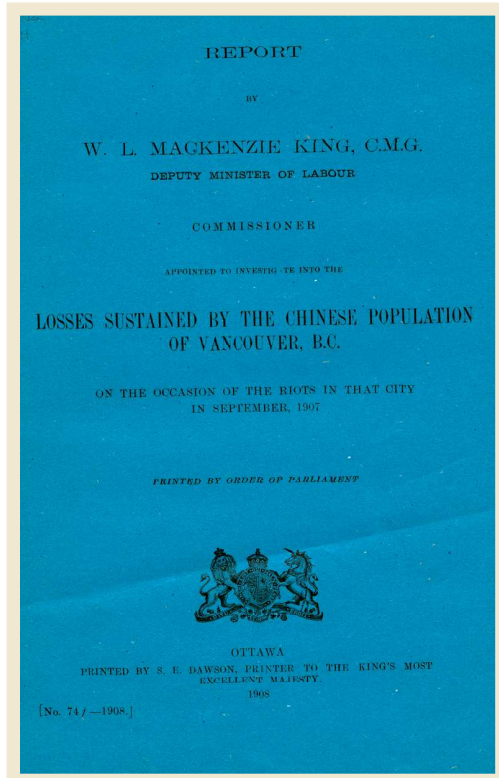 REPORT
BY
W. L. MACKENZIE KING, C.M.G.
DEPUTY MINISTER OF LABOUR
COMMISSIONER
APPOINTED TO INVESTIG TE INTO THE
LOSSES SUSTAINED BY THE CHINESE POPULATION
OF VANCOUVER, B.C.
ON THE OCCASION OF THE RIOTS IN THAT CITY
IN SEPTEMBER, 1907
PRINTED BY ORDER OF PARLIAMENT
OTTAWA
PRINTED BY S. E. DAWSON, PRINTER TO THE KING'S MOST
EXCELLENT MAJESTY.
1908
[No. 74f—1908.]